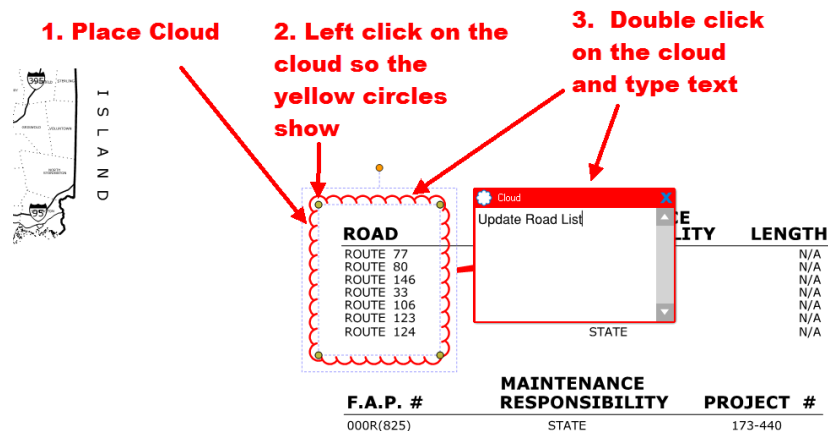 1. Place Cloud
2. Left click on the
cloud so the
yellow circles
show
3. Double click
on the cloud
and type text
395
ISLAND
95
Cloud
Update Road List
ROAD
CE
LITY
LENGTH
ROUTE 77
N/A
ROUTE 80
N/A
ROUTE 146
N/A
ROUTE 33
N/A
ROUTE 106
N/A
ROUTE 123
N/A
ROUTE 124
STATE
N/A
MAINTENANCE
F.A.P. # RESPONSIBILITY PROJECT #
000R(825) STATE 173-440